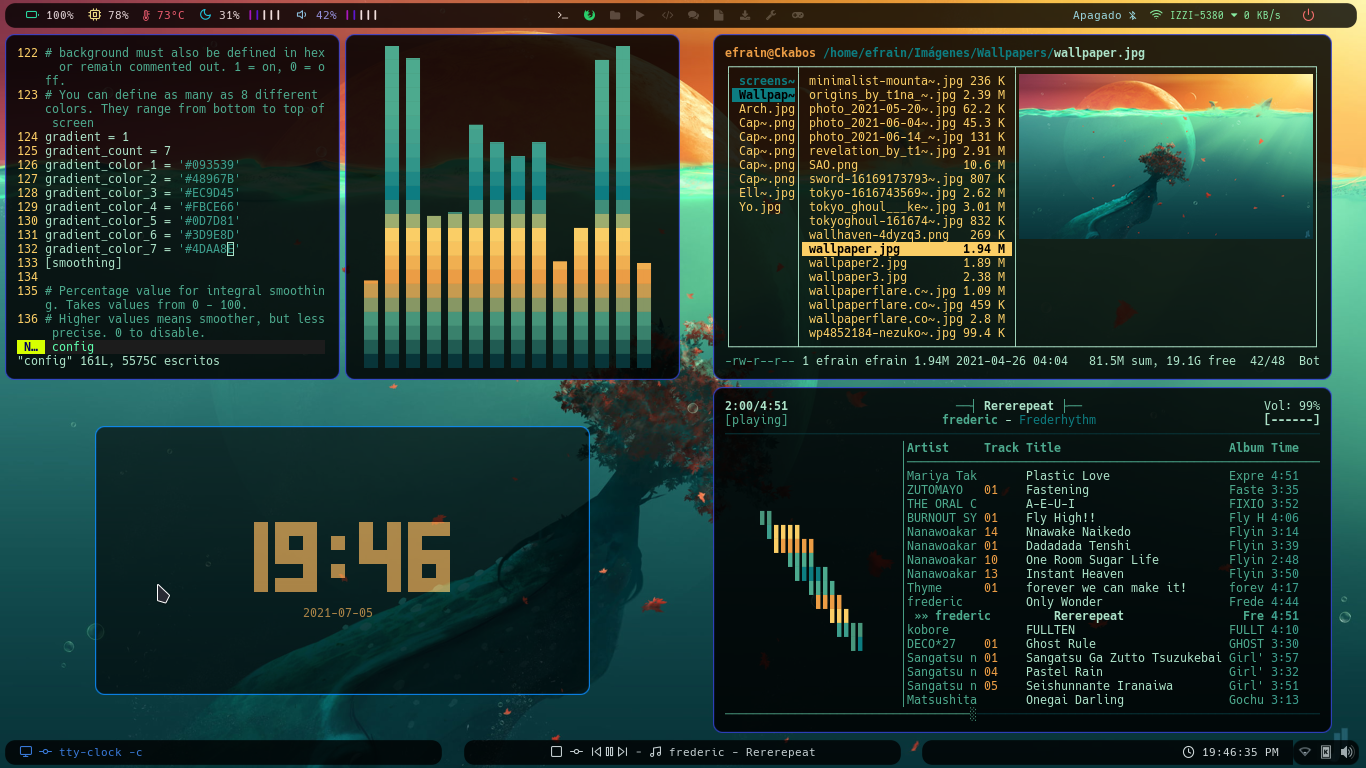 100% 78% 73°C 31% 42%
Apagado IZZI-5380 0 KB/s
122 # background must also be defined in hex
or remain commented out. 1 = on, 0 = o
ff.
123 # You can define as many as 8 different
colors. They range from bottom to top of
screen
124 gradient = 1
125 gradient_count = 7
126 gradient_color_1 = '#093539'
127 gradient_color_2 = '#48967B'
128 gradient_color_3 = '#EC9D45'
129 gradient_color_4 = '#FBCE66'
130 gradient_color_5 = '#0D7D81'
131 gradient_color_6 = '#3D9E8D'
132 gradient_color_7 = '#4DAA8
133 [smoothing]
134
135 # Percentage value for integral smoothin
g. Takes values from 0 - 100.
136 # Higher values means smoother, but less
precise. 0 to disable.
N… config
"config" 161L, 5575C escritos
efrain@Ckabos /home/efrain/Imágenes/Wallpapers/wallpaper.jpg
screens~
Wallpap~
Arch.jpg
Cap~.png
Cap~.png
Cap~.png
Cap~.png
Cap~.png
Ell~.jpg
Yo.jpg
minimalist-mounta~.jpg 236 K
origins_by_t1na_~.jpg 2.39 M
photo_2021-05-20~.jpg 62.2 K
photo_2021-06-04~.jpg 45.3 K
photo_2021-06-14_~.jpg 131 K
revelation_by_t1~.jpg 2.91 M
SAO.png 10.6 M
sword-16169173793~.jpg 807 K
tokyo-1616743569~.jpg 2.62 M
tokyo_ghoul___ke~.jpg 3.01 M
tokyoghoul-161674~.jpg 832 K
wallhaven-4dyzq3.png 269 K
wallpaper.jpg 1.94 M
wallpaper2.jpg 1.89 M
wallpaper3.jpg 2.38 M
wallpaperflare.c~.jpg 1.09 M
wallpaperflare.co~.jpg 459 K
wallpaperflare.co~.jpg 2.8 M
wp4852184-nezuko~.jpg 99.4 K
-rw-r--r-- 1 efrain efrain 1.94M 2021-04-26 04:04 81.5M sum, 19.1G free 42/48 Bot
19:46
2021-07-05
2:00/4:51 Rererepeat Vol: 99%
[playing] frederic - Frederhythm [------]
Artist Track Title Album Time
Mariya Tak Plastic Love Expre 4:51
ZUTOMAYO 01 Fastening Faste 3:35
THE ORAL C A-E-U-I FIXIO 3:52
BURNOUT SY 01 Fly High!! Fly H 4:06
Nanawoakar 14 Nnawake Naikedo Flyin 3:14
Nanawoakar 01 Dadadada Tenshi Flyin 3:39
Nanawoakar 10 One Room Sugar Life Flyin 2:48
Nanawoakar 13 Instant Heaven Flyin 3:50
Thyme 01 forever we can make it! forev 4:17
frederic Only Wonder Frede 4:44
»» frederic Rererepeat Fre 4:51
kobore FULLTEN FULLT 4:10
DECO*27 01 Ghost Rule GHOST 3:30
Sangatsu n 01 Sangatsu Ga Zutto Tsuzukebai Girl' 3:57
Sangatsu n 04 Pastel Rain Girl' 3:32
Sangatsu n 05 Seishunnante Iranaiwa Girl' 3:51
Matsushita Onegai Darling Gochu 3:13
tty-clock -c
- frederic - Rererepeat
19:46:35 PM